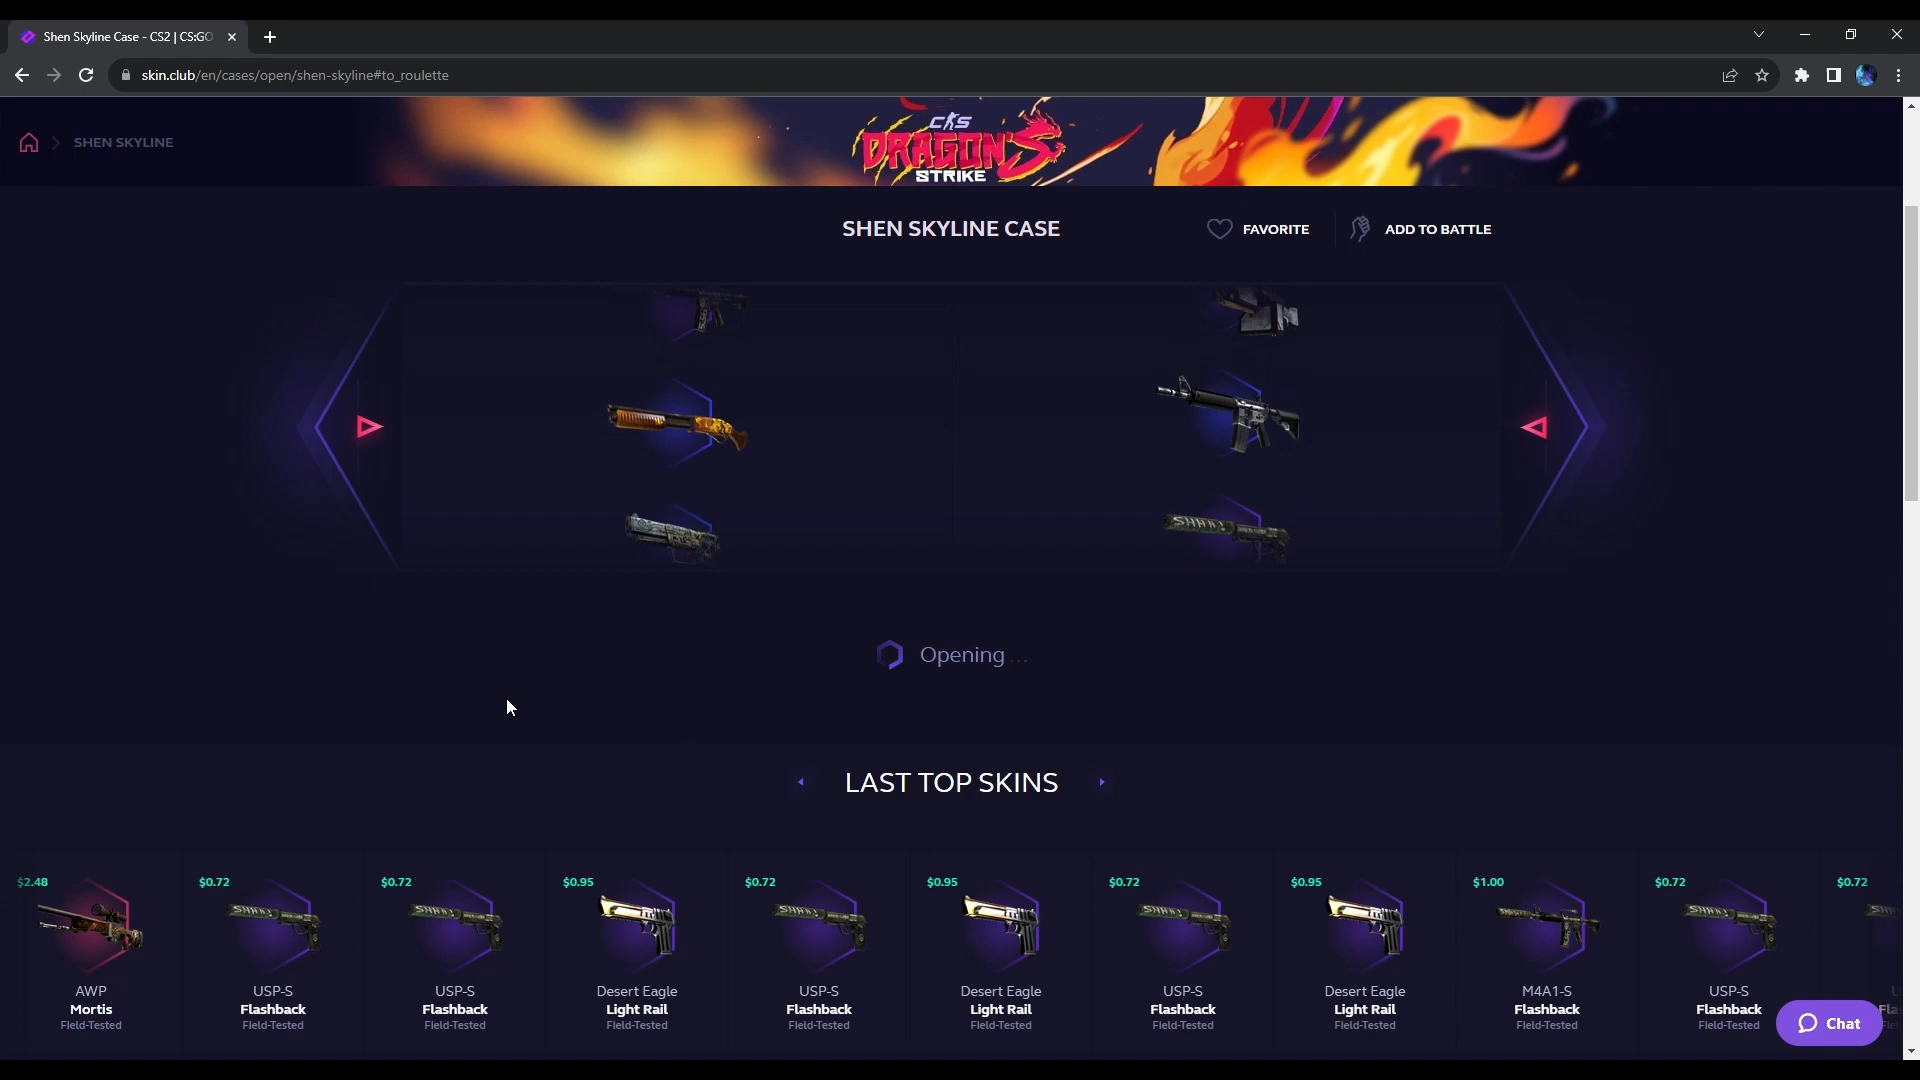 Shen Skyline Case - CS2 | CS:GO
skin.club/en/cases/open/shen-skyline#to_roulette
SHEN SKYLINE
CS
DRAGON'S
STRIKE
SHEN SKYLINE CASE
FAVORITE
ADD TO BATTLE
Opening ...
LAST TOP SKINS
$2.48
$0.72
$0.72
$0.95
$0.72
$0.95
$0.72
$0.95
$1.00
$0.72
$0.72
AWP
Mortis
Field-Tested
USP-S
Flashback
Field-Tested
USP-S
Flashback
Field-Tested
Desert Eagle
Light Rail
Field-Tested
USP-S
Flashback
Field-Tested
Desert Eagle
Light Rail
Field-Tested
USP-S
Flashback
Field-Tested
Desert Eagle
Light Rail
Field-Tested
M4A1-S
Flashback
Field-Tested
USP-S
Flashback
Field-Tested
Chat